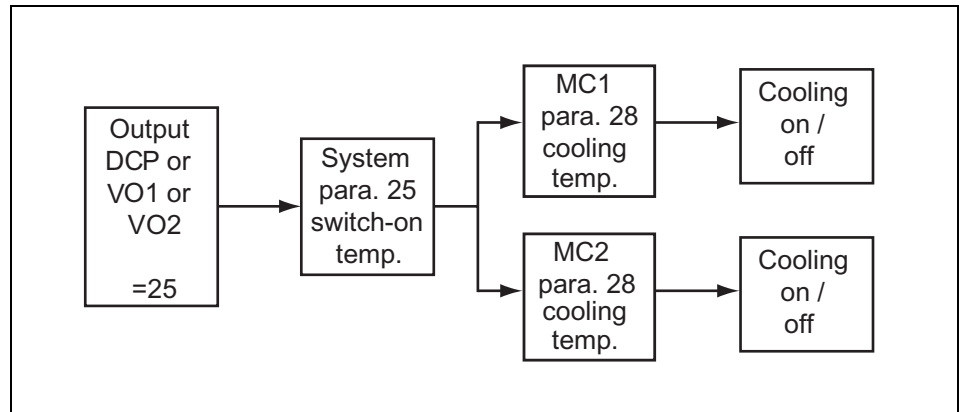 Output
DCP or
VO1 or
VO2
=25
System
para. 25
switch-on
temp.
MC1
para. 28
cooling
temp.
Cooling
on /
off
MC2
para. 28
cooling
temp.
Cooling
on /
off